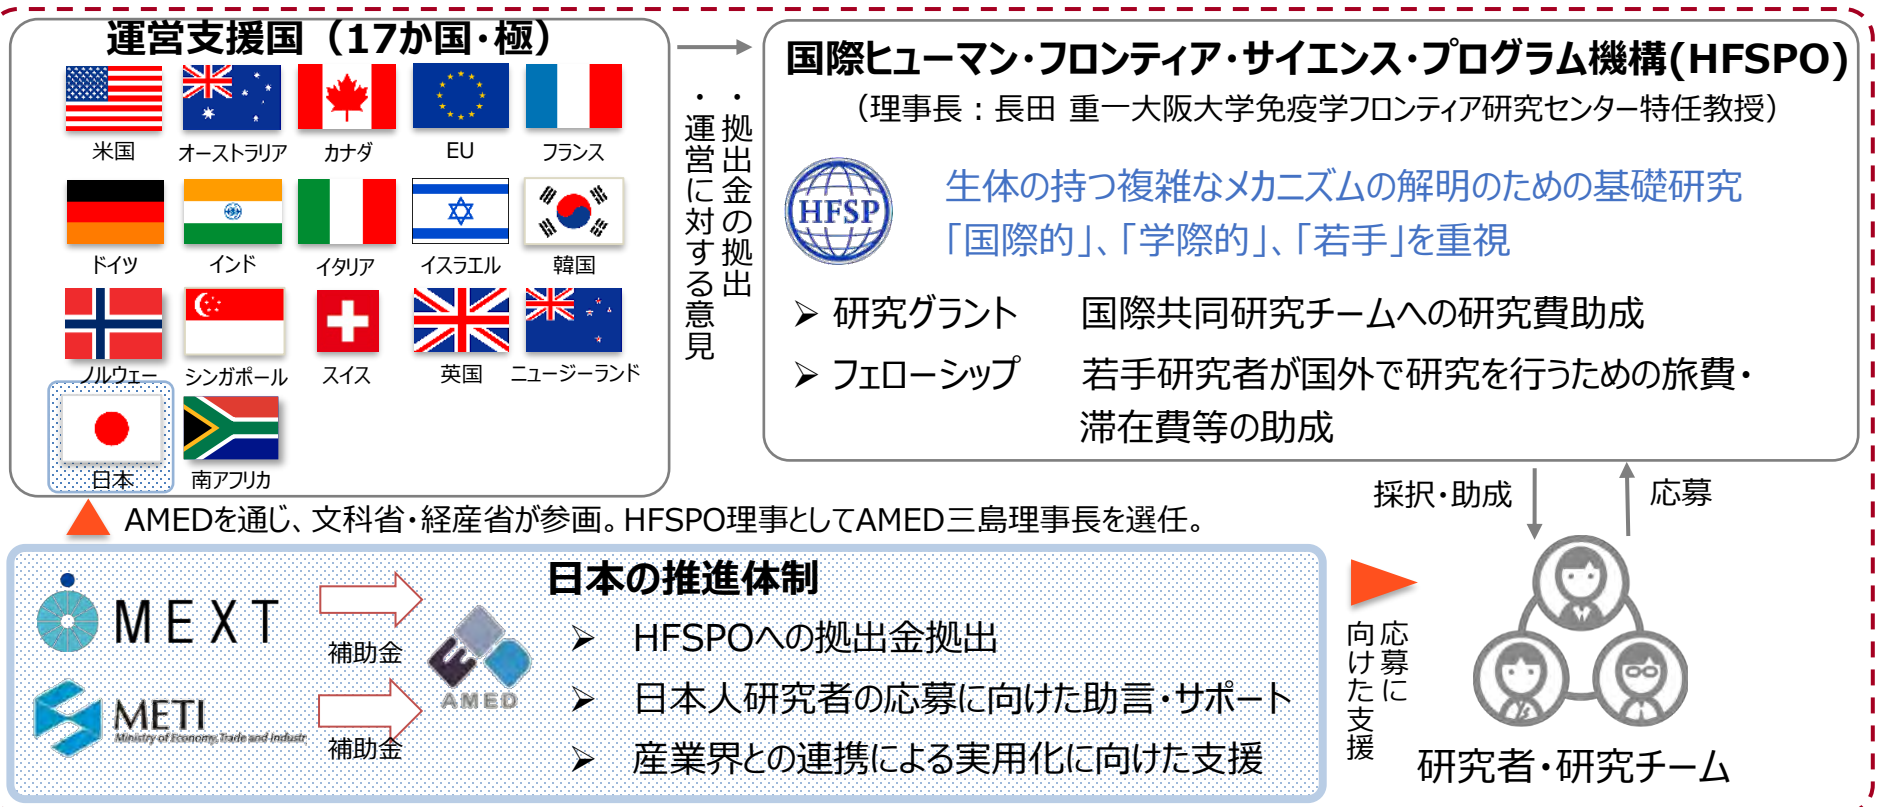 運営支援国（17か国・極）
米国
オーストラリア
カナダ
EU
フランス
ドイツ
インド
イタリア
イスラエル
韓国
ノルウェー
シンガポール
スイス
英国
ニュージーランド
日本
南アフリカ
・拠出金の拠出
・運営に対する意見
国際ヒューマン・フロンティア・サイエンス・プログラム機構(HFSPO)
（理事長：長田 重一大阪大学免疫学フロンティア研究センター特任教授）
HFSP
生体の持つ複雑なメカニズムの解明のための基礎研究
「国際的」、「学際的」、「若手」を重視
➢ 研究グラント 国際共同研究チームへの研究費助成
➢ フェローシップ 若手研究者が国外で研究を行うための旅費・
滞在費等の助成
採択・助成
応募
AMEDを通じ、文科省・経産省が参画。HFSPO理事としてAMED三島理事長を選任。
日本の推進体制
MEXT
補助金
METI
Ministry of Economy, Trade and Industr
補助金
AMED
➢ HFSPOへの拠出金拠出
➢ 日本人研究者の応募に向けた助言・サポート
➢ 産業界との連携による実用化に向けた支援
応募に
向けた支援
研究者・研究チーム